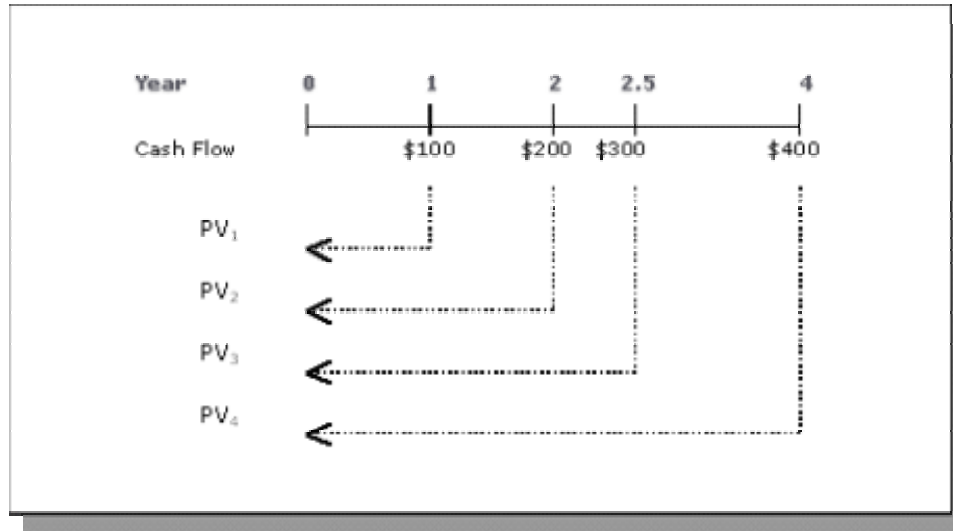 Year 0 1 2 2.5 4
Cash Flow $100 $200 $300 $400
PV₁
PV₂
PV₃
PV₄